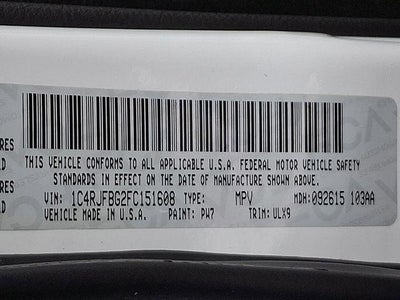 THIS VEHICLE CONFORMS TO ALL APPLICABLE U.S.A. FEDERAL MOTOR VEHICLE SAFETY
STANDARDS IN EFFECT ON THE DATE OF MANUFACTURE SHOWN ABOVE.
VIN: 1C4RJFBG2FC151608 TYPE: MPV MDH: 092615 103AA
VEHICLE MADE IN U.S.A. PAINT: PW7 TRIM: ULX9